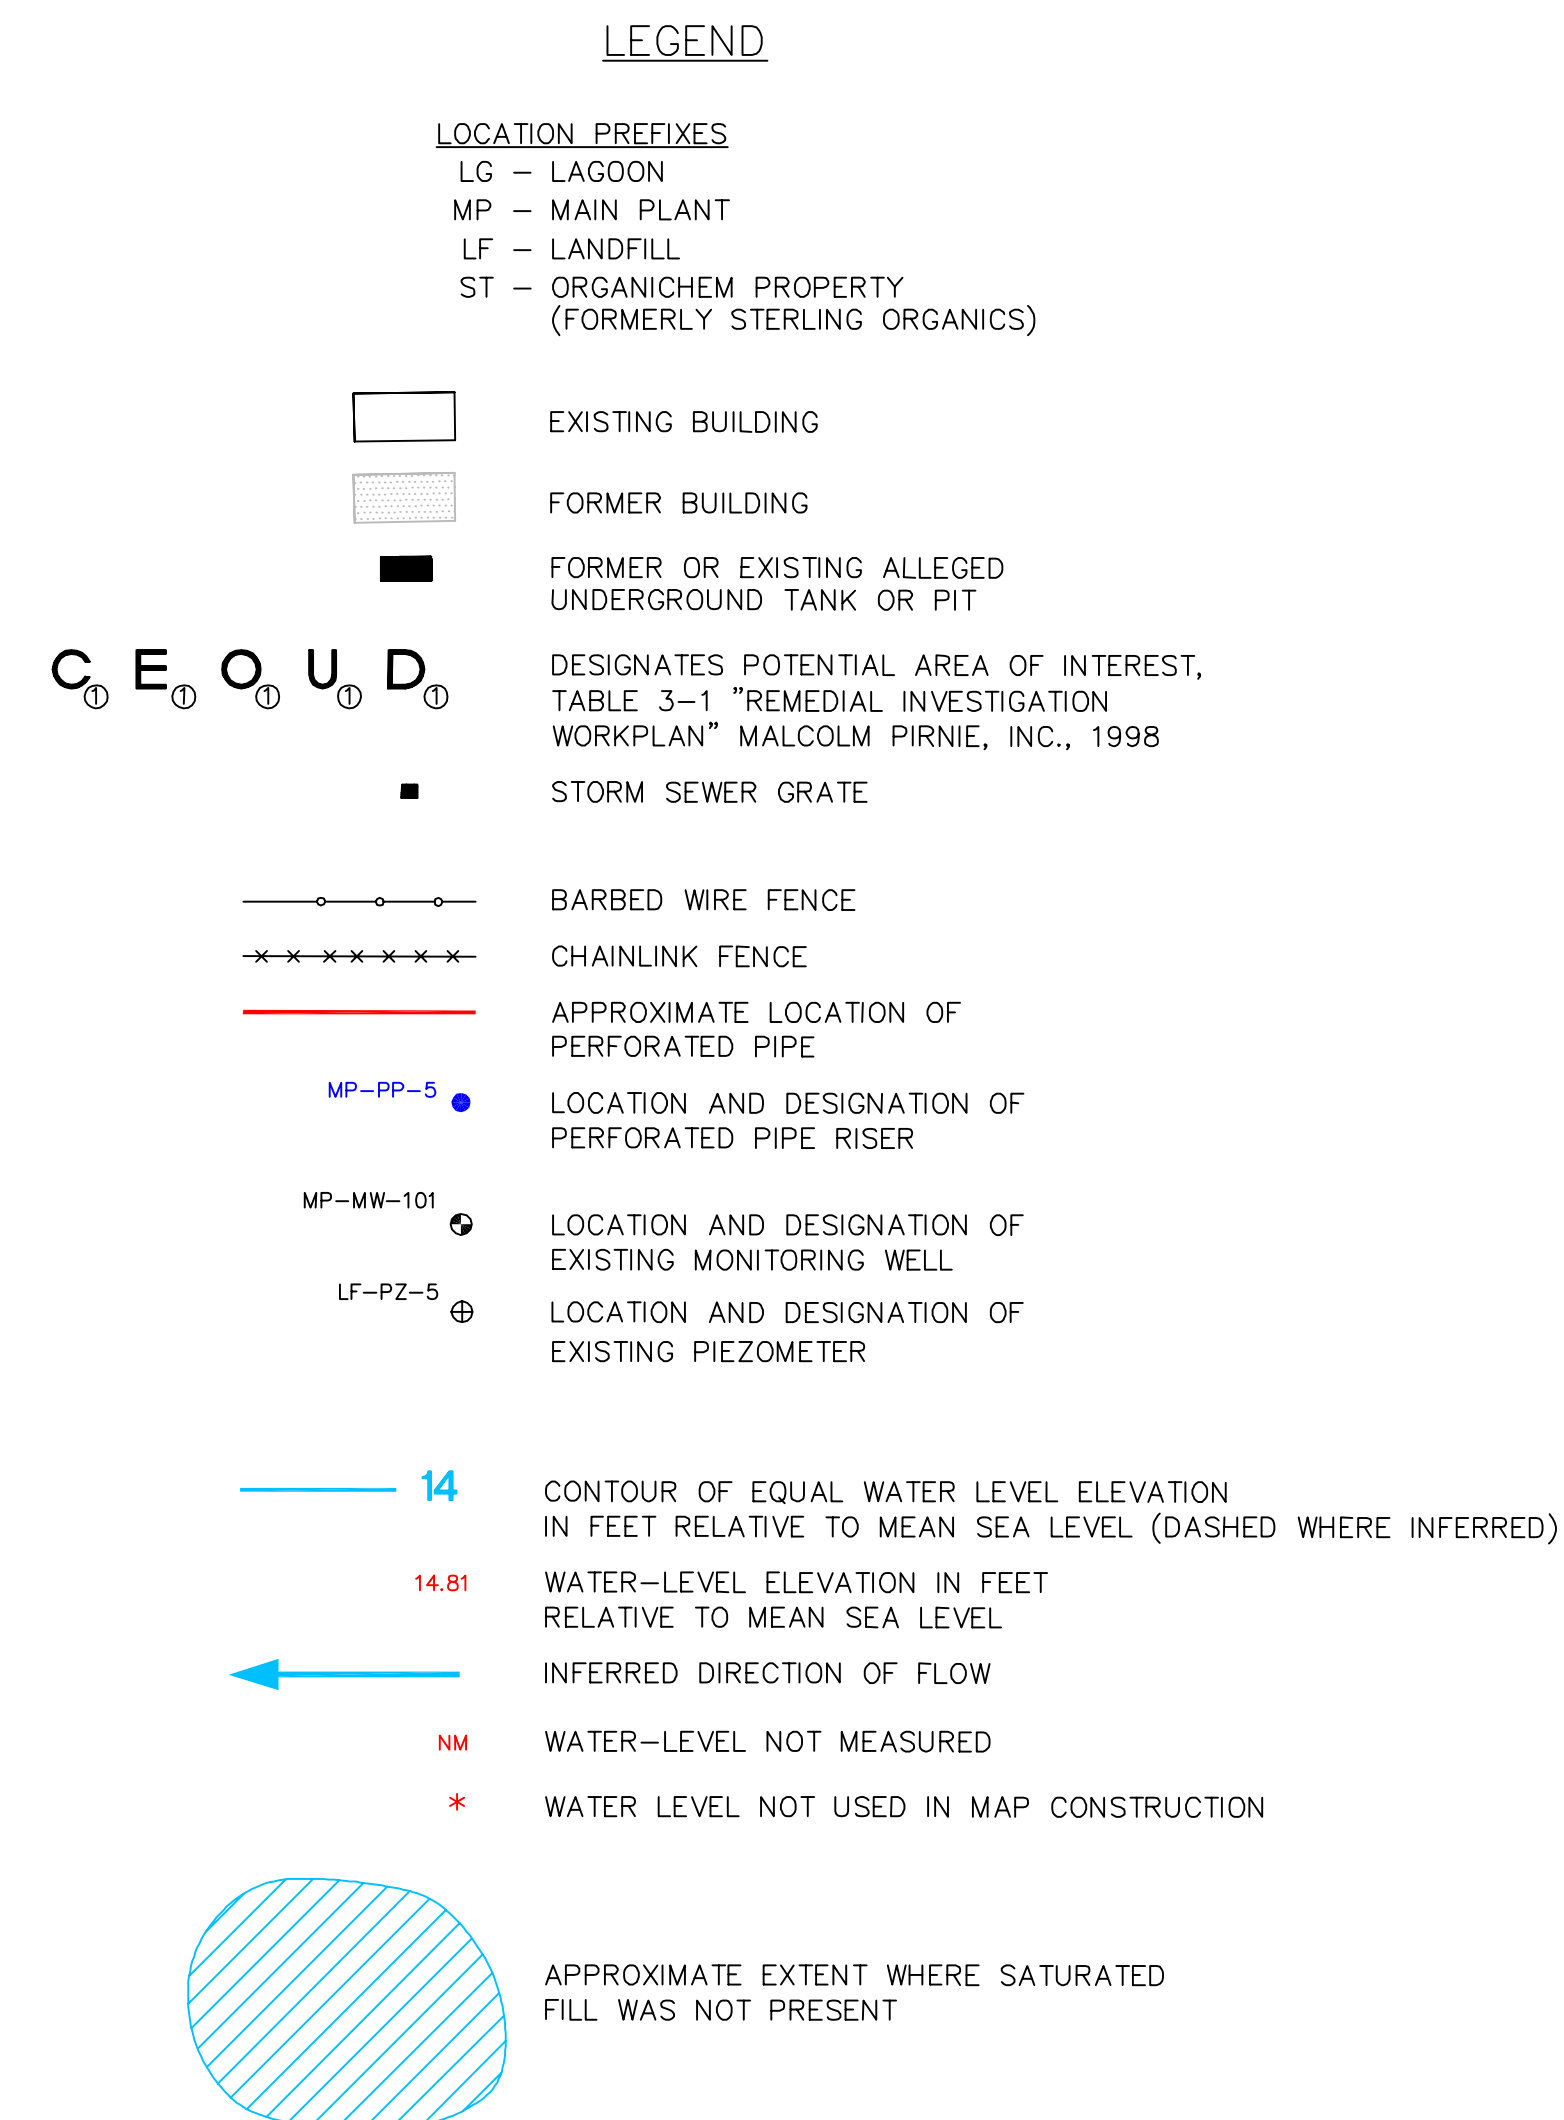 LEGEND
LOCATION PREFIXES
LG – LAGOON
MP – MAIN PLANT
LF – LANDFILL
ST – ORGANICHEM PROPERTY
(FORMERLY STERLING ORGANICS)
EXISTING BUILDING
FORMER BUILDING
FORMER OR EXISTING ALLEGED
UNDERGROUND TANK OR PIT
C① E① O① U① D①
DESIGNATES POTENTIAL AREA OF INTEREST,
TABLE 3–1 ”REMEDIAL INVESTIGATION
WORKPLAN” MALCOLM PIRNIE, INC., 1998
STORM SEWER GRATE
BARBED WIRE FENCE
CHAINLINK FENCE
APPROXIMATE LOCATION OF
PERFORATED PIPE
MP–PP–5
LOCATION AND DESIGNATION OF
PERFORATED PIPE RISER
MP–MW–101
LOCATION AND DESIGNATION OF
EXISTING MONITORING WELL
LF–PZ–5
LOCATION AND DESIGNATION OF
EXISTING PIEZOMETER
14
CONTOUR OF EQUAL WATER LEVEL ELEVATION
IN FEET RELATIVE TO MEAN SEA LEVEL (DASHED WHERE INFERRED)
14.81
WATER–LEVEL ELEVATION IN FEET
RELATIVE TO MEAN SEA LEVEL
INFERRED DIRECTION OF FLOW
NM
WATER–LEVEL NOT MEASURED
*
WATER LEVEL NOT USED IN MAP CONSTRUCTION
APPROXIMATE EXTENT WHERE SATURATED
FILL WAS NOT PRESENT